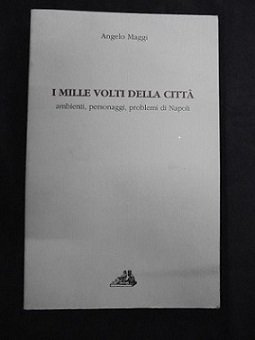 Angelo Maggi
I MILLE VOLTI DELLA CITTÀ
ambienti, personaggi, problemi di Napoli